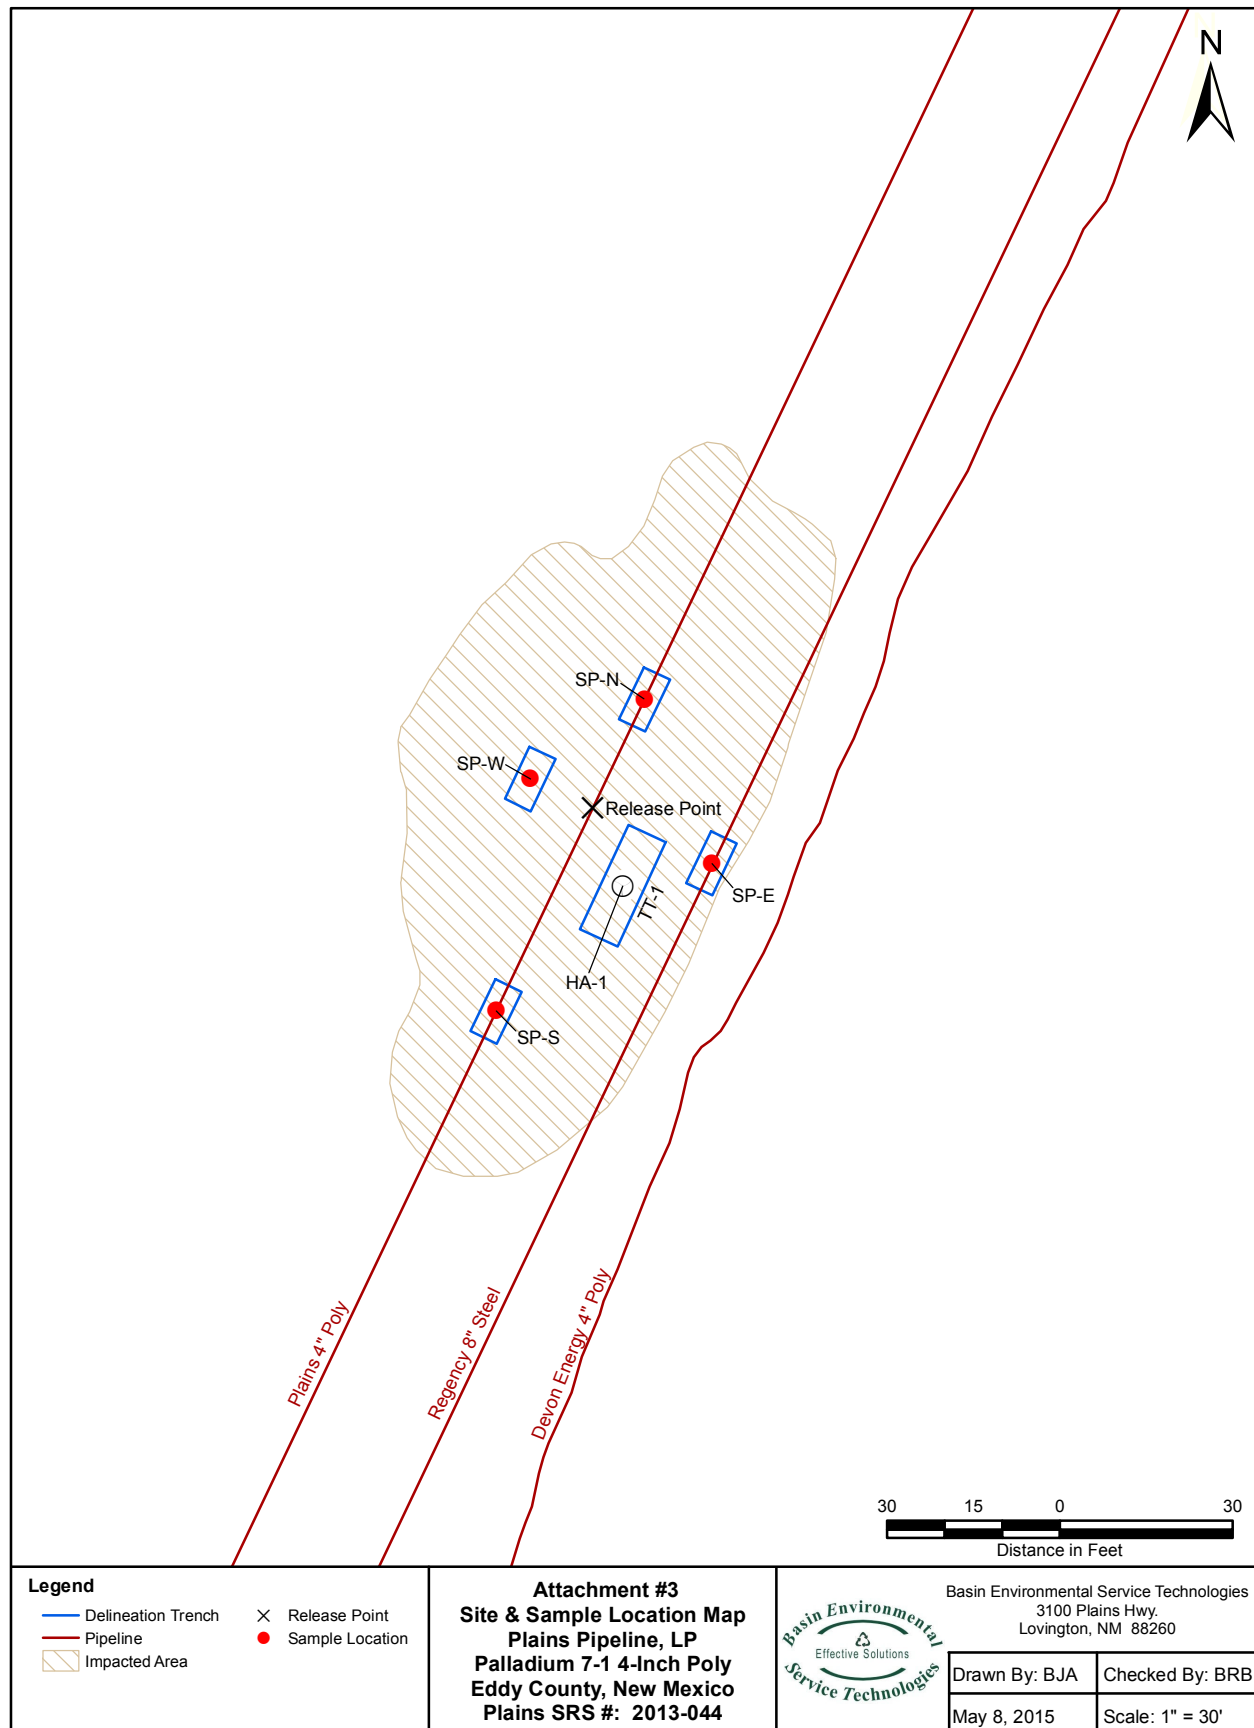 N
SP-N
SP-W
Release Point
SP-E
TT-1
HA-1
SP-S
Plains 4" Poly
Regency 8" Steel
Devon Energy 4" Poly
30 15 0 30
Distance in Feet
Legend
Delineation Trench
Pipeline
Impacted Area
Release Point
Sample Location
Attachment #3
Site & Sample Location Map
Plains Pipeline, LP
Palladium 7-1 4-Inch Poly
Eddy County, New Mexico
Plains SRS #: 2013-044
Basin Environmental
Effective Solutions
Service Technologies
Basin Environmental Service Technologies
3100 Plains Hwy.
Lovington, NM 88260
Drawn By: BJA
Checked By: BRB
May 8, 2015
Scale: 1" = 30'